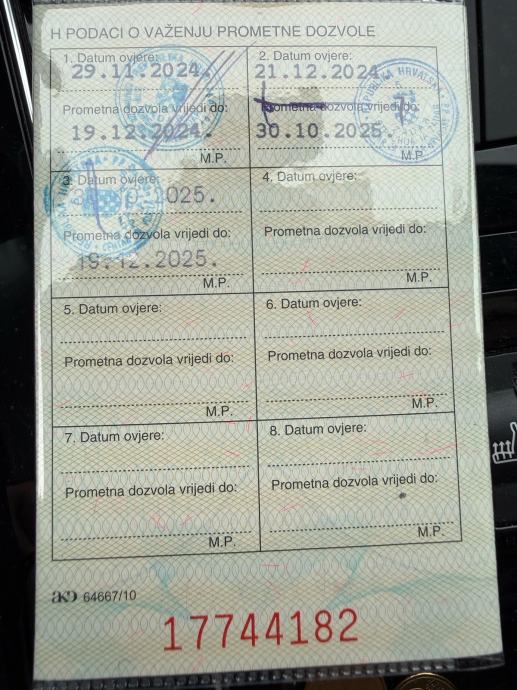 H PODACI O VAŽENJU PROMETNE DOZVOLE
1. Datum ovjere:
29.11.2024.
Prometna dozvola vrijedi do:
19.12.2024.
M.P.
2. Datum ovjere:
21.12.2024.
Prometna dozvola vrijedi do:
30.10.2025.
M.P.
3. Datum ovjere:
025.
Prometna dozvola vrijedi do:
19.12.2025.
M.P.
4. Datum ovjere:
Prometna dozvola vrijedi do:
M.P.
5. Datum ovjere:
Prometna dozvola vrijedi do:
M.P.
6. Datum ovjere:
Prometna dozvola vrijedi do:
M.P.
7. Datum ovjere:
Prometna dozvola vrijedi do:
M.P.
8. Datum ovjere:
Prometna dozvola vrijedi do:
M.P.
AKD 64667/10
17744182